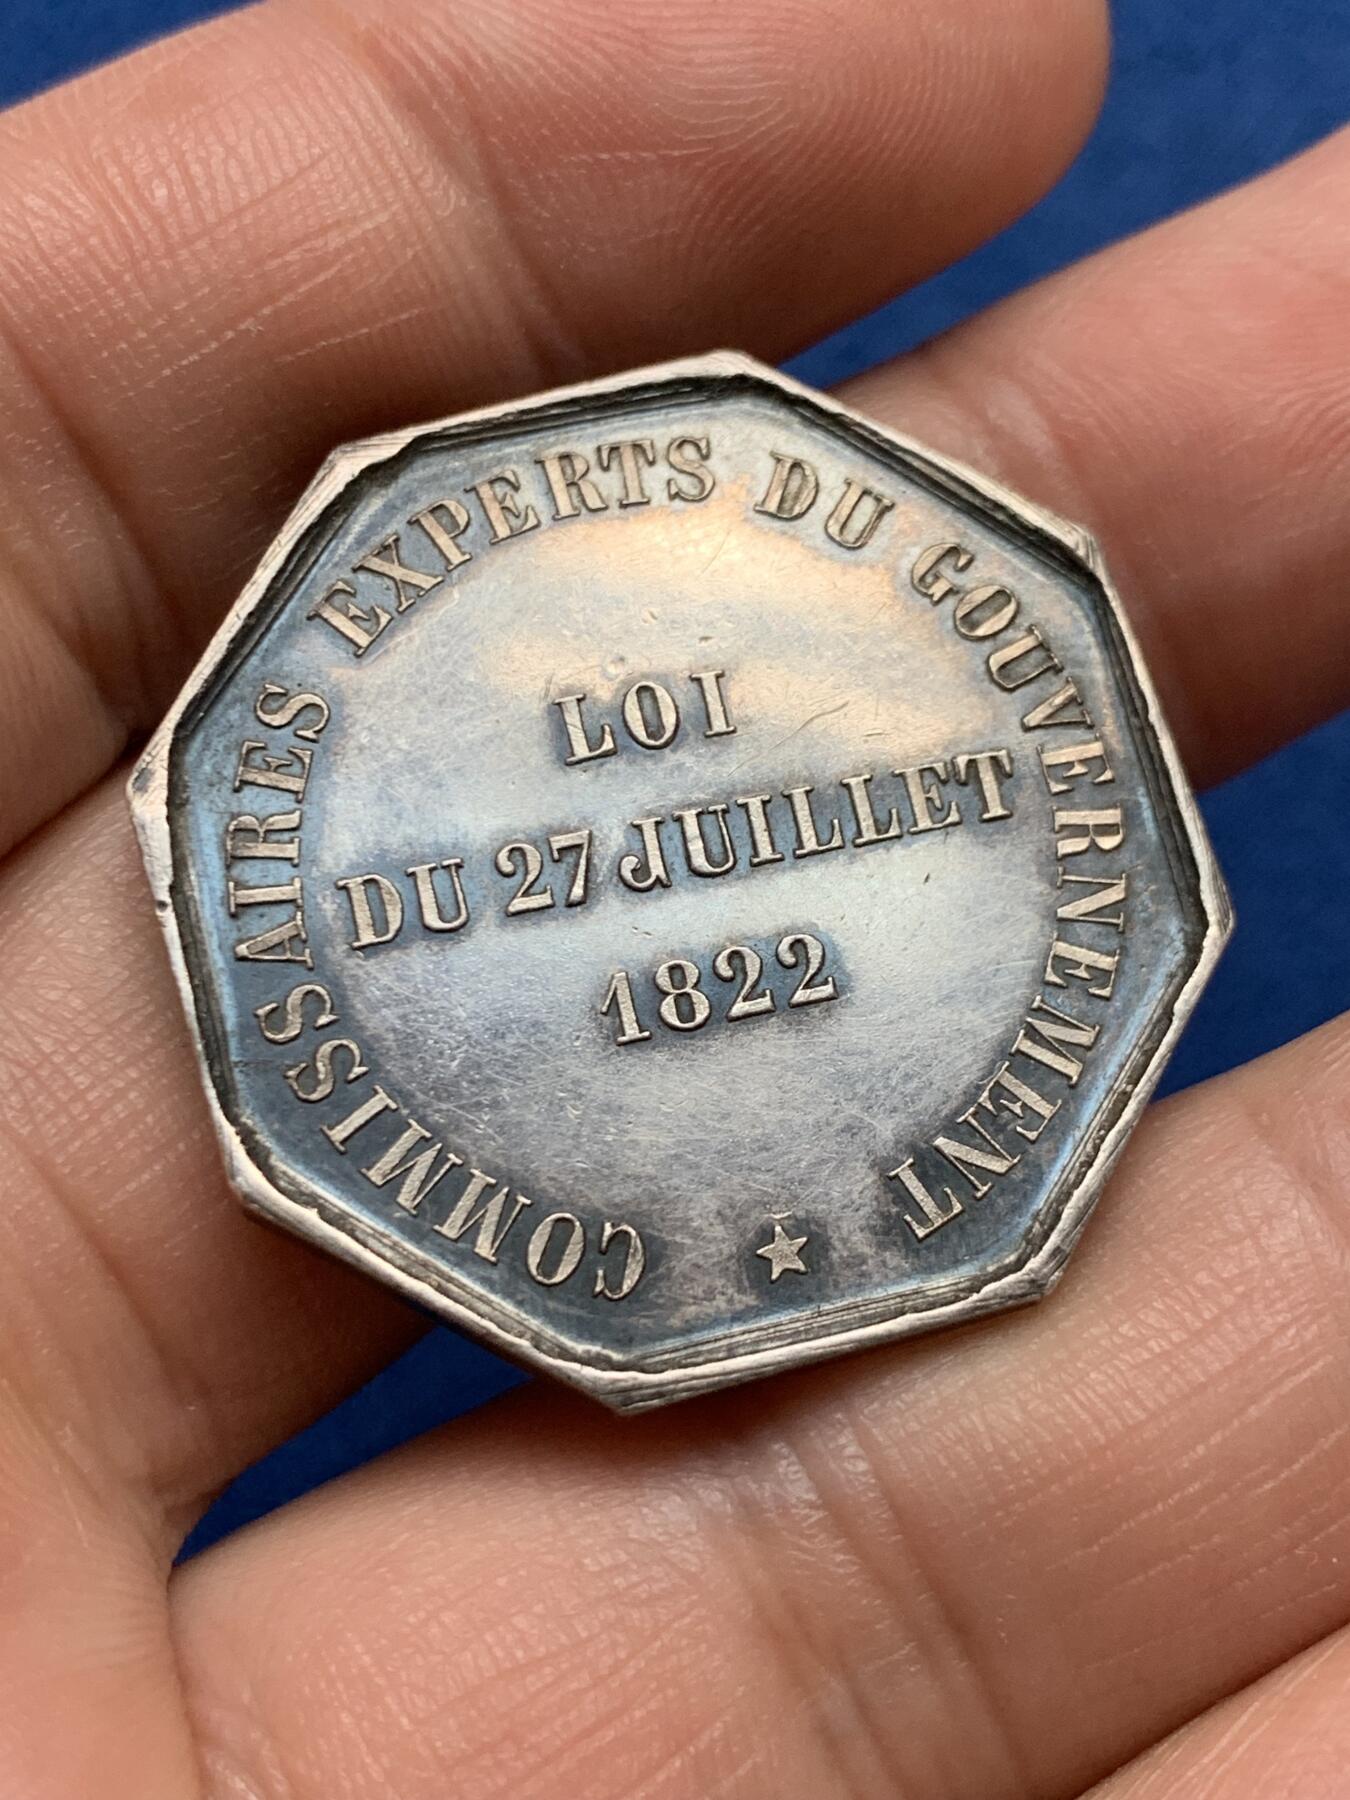 COMMISSAIRES EXPERTS DU GOUVERNEMENT
LOI
DU 27 JUILLET
1822